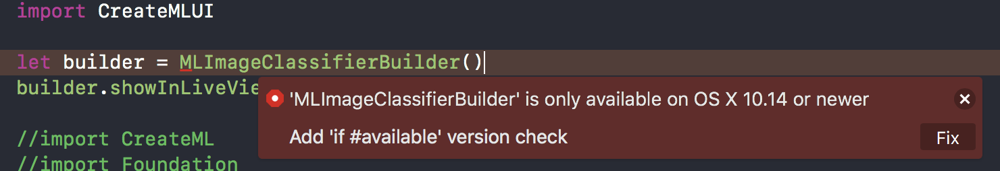 import CreateMLUI
let builder = MLImageClassifierBuilder()
builder.showInLiveVie
'MLImageClassifierBuilder' is only available on OS X 10.14 or newer
Add 'if #available' version check
Fix
//import CreateML
//import Foundation